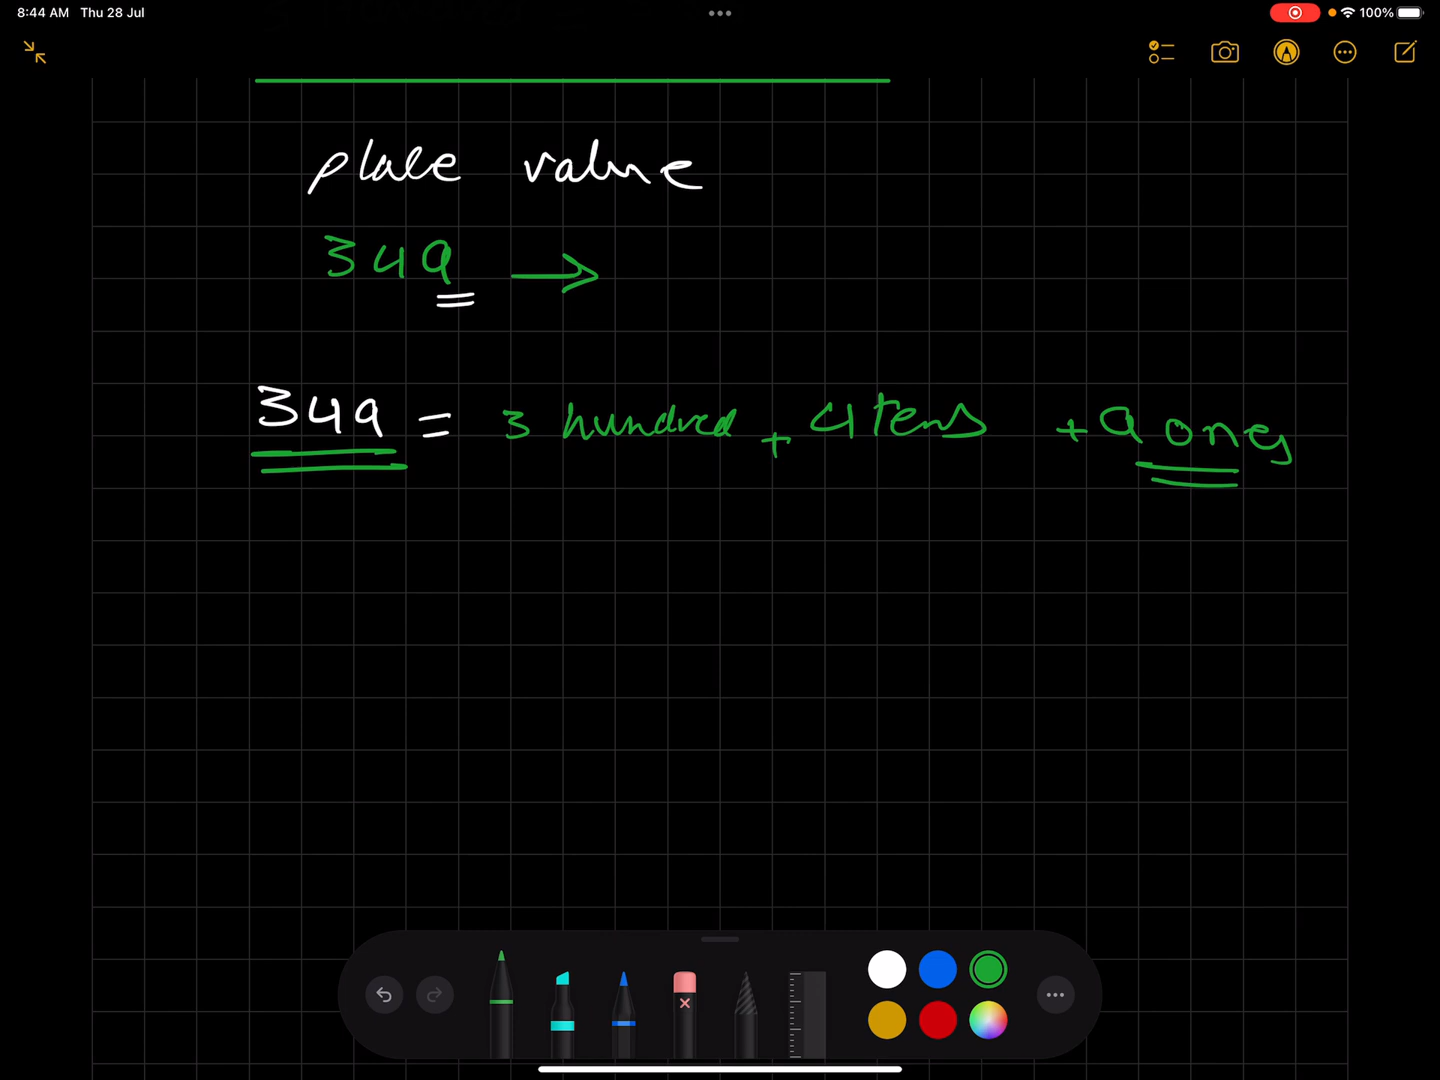 8:44 AM Thu 28 Jul
100%
place value
349 →
349 = 3 hundred + 4 tens + 9 ones